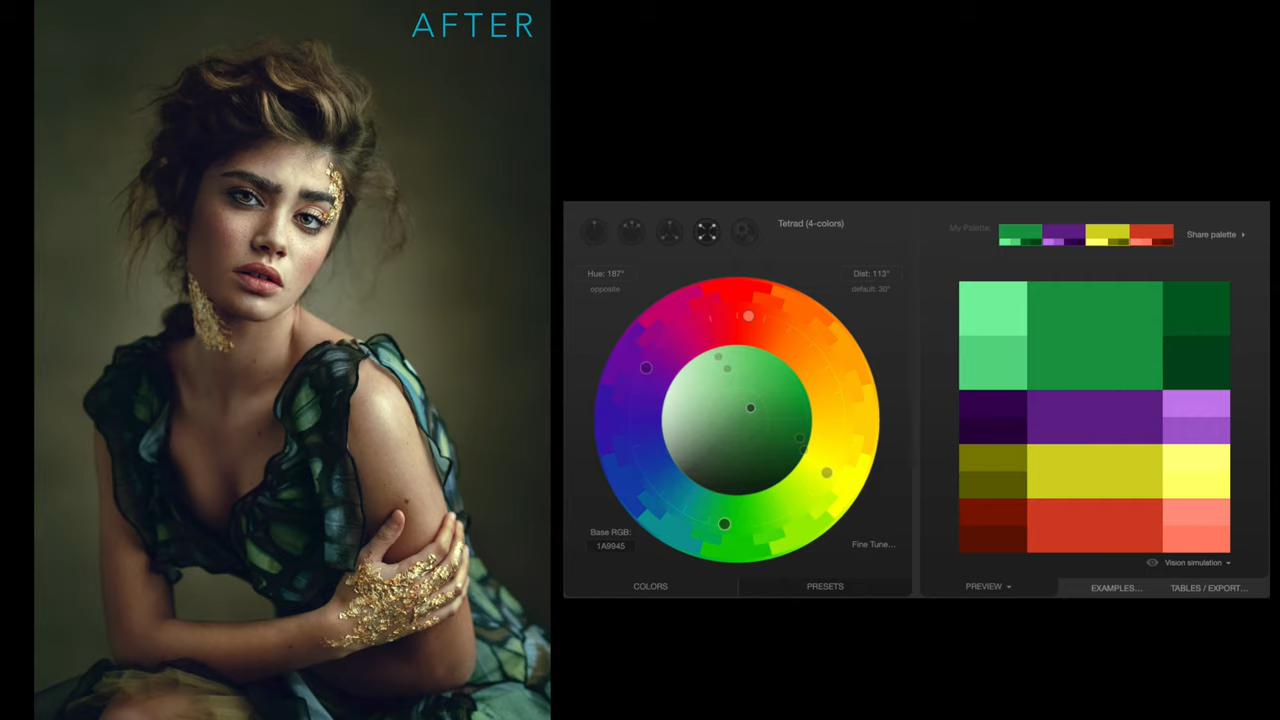 AFTER
Tetrad (4-colors)
My Palette:
Share palette
Hue: 187°
opposite
Dist: 113°
default: 30°
Base RGB:
1A9945
Fine Tune...
COLORS
PRESETS
Vision simulation
PREVIEW
EXAMPLES...
TABLES / EXPORT...